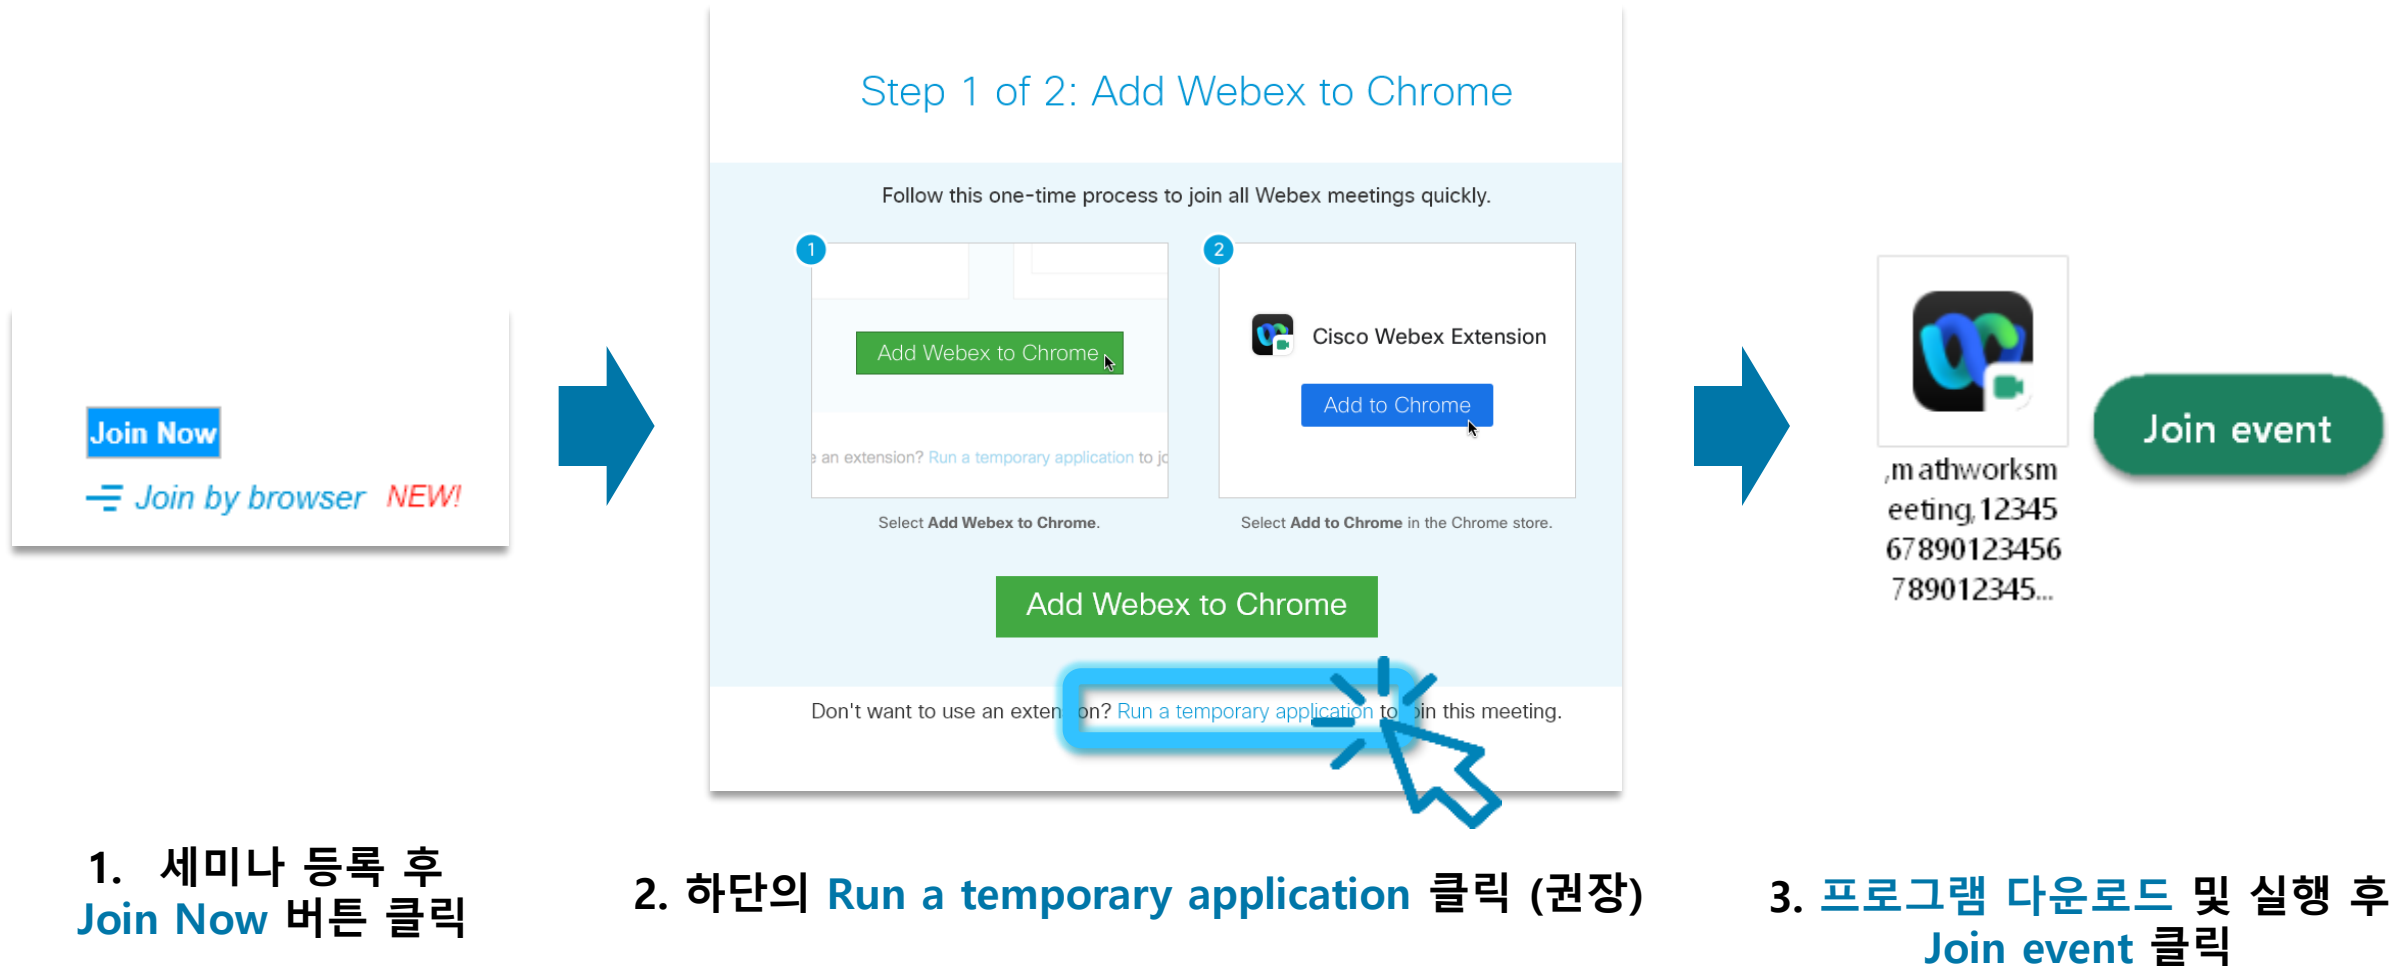 Join Now
Join by browser NEW!
Step 1 of 2: Add Webex to Chrome
Follow this one-time process to join all Webex meetings quickly.
1
Add Webex to Chrome
e an extension? Run a temporary application to jo
Select Add Webex to Chrome.
2
Cisco Webex Extension
Add to Chrome
Select Add to Chrome in the Chrome store.
Add Webex to Chrome
Don't want to use an extension? Run a temporary application to join this meeting.
,mathworksm
eeting,12345
67890123456
789012345...
Join event
1. 세미나 등록 후
Join Now 버튼 클릭
2. 하단의 Run a temporary application 클릭 (권장)
3. 프로그램 다운로드 및 실행 후
Join event 클릭